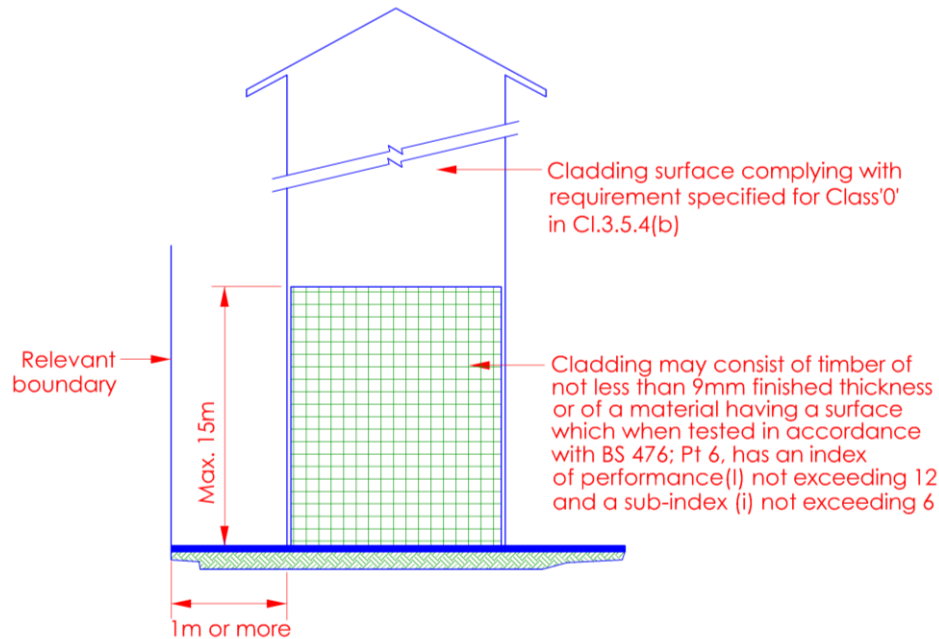 Cladding surface complying with
requirement specified for Class'0'
in Cl.3.5.4(b)
Relevant
boundary
Max. 15m
Cladding may consist of timber of
not less than 9mm finished thickness
or of a material having a surface
which when tested in accordance
with BS 476; Pt 6, has an index
of performance(I) not exceeding 12
and a sub-index (i) not exceeding 6
1m or more